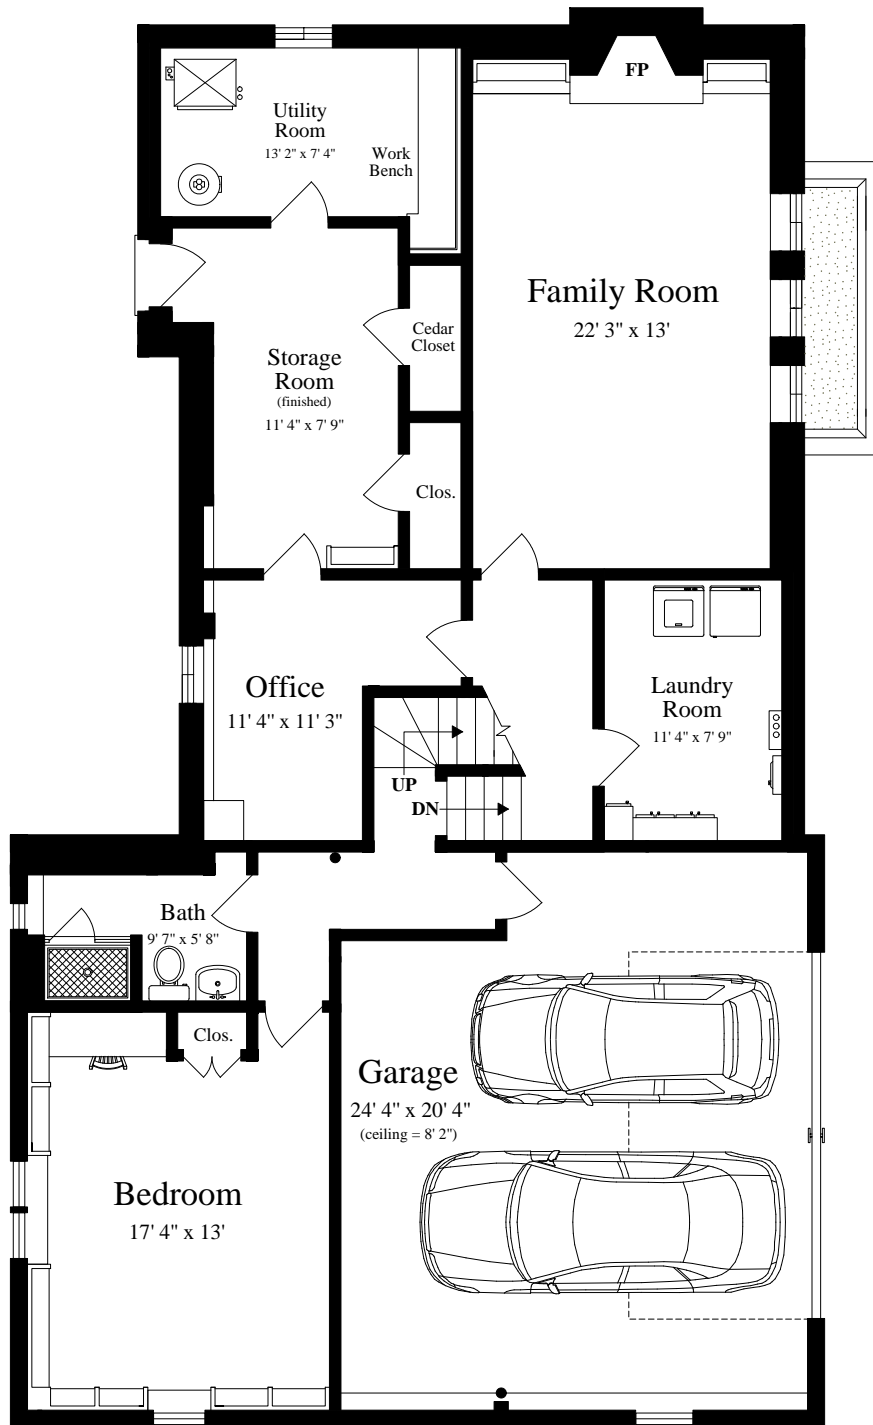 FP
Utility
Room
13' 2" x 7' 4"
Work
Bench
Family Room
22' 3" x 13'
Cedar
Closet
Storage
Room
(finished)
11' 4" x 7' 9"
Clos.
Office
11' 4" x 11' 3"
Laundry
Room
11' 4" x 7' 9"
UP
DN
Bath
9' 7" x 5' 8"
Clos.
Garage
24' 4" x 20' 4"
(ceiling = 8' 2")
Bedroom
17' 4" x 13'